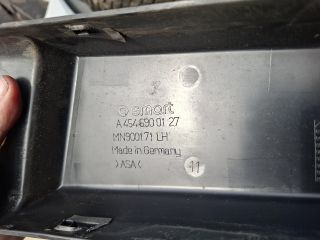 smart
A 454 690 01 27
MN900171 LH
Made in Germany
>ASA<
11